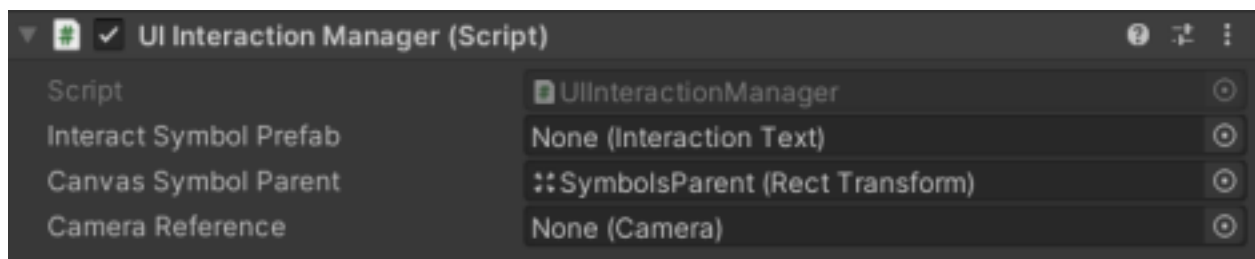 UI Interaction Manager (Script)
Script UIInteractionManager
Interact Symbol Prefab None (Interaction Text)
Canvas Symbol Parent SymbolsParent (Rect Transform)
Camera Reference None (Camera)